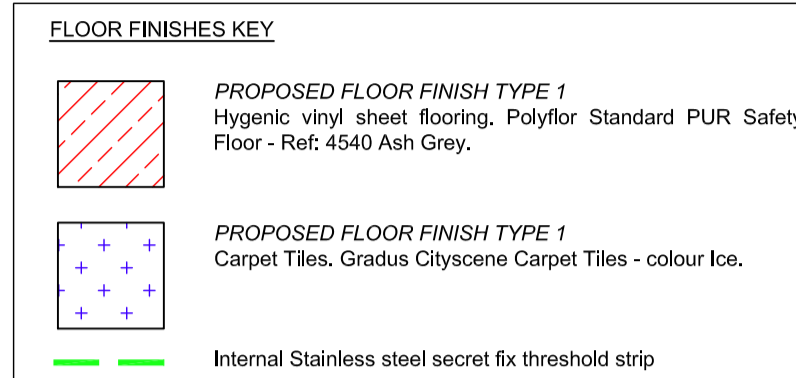 FLOOR FINISHES KEY
PROPOSED FLOOR FINISH TYPE 1
Hygenic vinyl sheet flooring. Polyflor Standard PUR Safety
Floor - Ref: 4540 Ash Grey.
PROPOSED FLOOR FINISH TYPE 1
Carpet Tiles. Gradus Cityscene Carpet Tiles - colour Ice.
Internal Stainless steel secret fix threshold strip